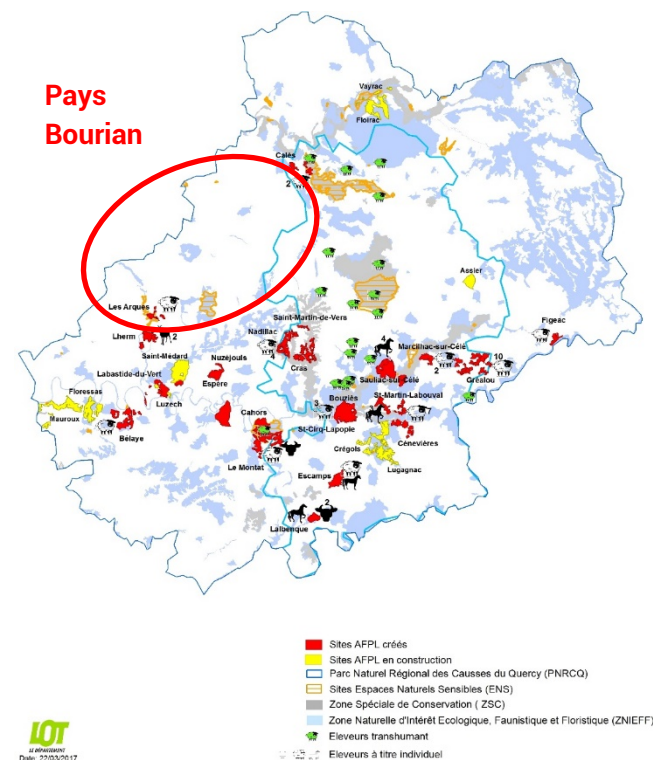 Pays
Bourian
Vayrac
Floirac
Calès
2
Assier
Les Arques
Lherm
2
Saint-Martin-de-Vers
Figeac
Nadillac
4
4
Marcilhac-sur-Célé
10
Saint-Médard
Nuzéjouls
Cras
2
Gréalou
Labastide-du-Vert
Espère
Sauliac-sur-Célé
Floressas
Luzech
Bouziès
St-Martin-Labouval
Mauroux
Cahors
3
St-Cirq-Lapopie
Bélaye
Cénevières
Crégols
Le Montat
Lugagnac
Escamps
2
Lalbenque
Sites AFPL créés
Sites AFPL en construction
Parc Naturel Régional des Causses du Quercy (PNRCQ)
Sites Espaces Naturels Sensibles (ENS)
Zone Spéciale de Conservation ( ZSC)
Zone Naturelle d'Intérêt Ecologique, Faunistique et Floristique (ZNIEFF)
Eleveurs transhumant
Eleveurs à titre individuel
LOT
LE DÉPARTEMENT
Date: 22/03/2017